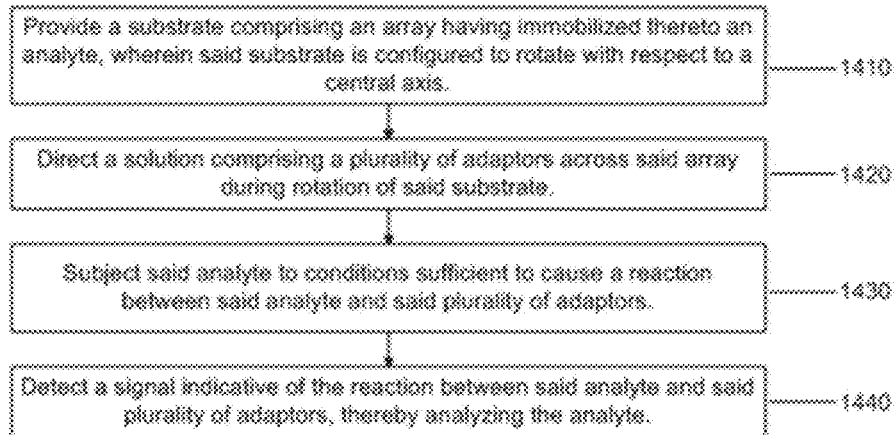 Provide a substrate comprising an array having immobilized thereto an
analyte, wherein said substrate is configured to rotate with respect to a
central axis.
1410
Direct a solution comprising a plurality of adaptors across said array
during rotation of said substrate.
1420
Subject said analyte to conditions sufficient to cause a reaction
between said analyte and said plurality of adaptors.
1430
Detect a signal indicative of the reaction between said analyte and said
plurality of adaptors, thereby analyzing the analyte.
1440